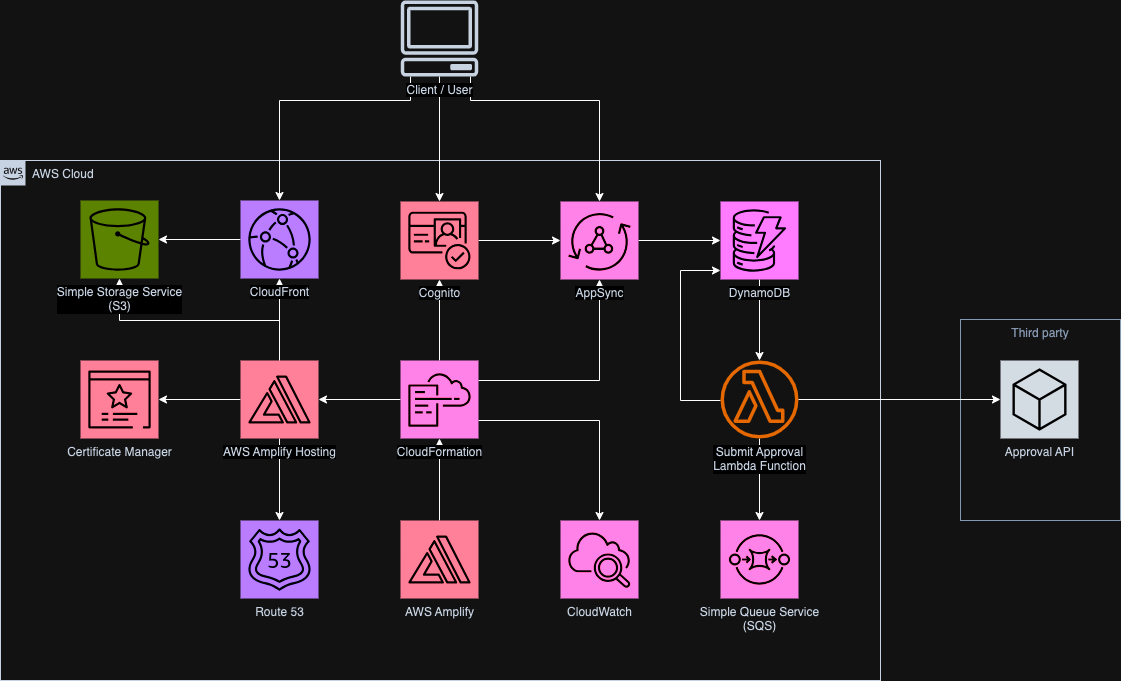 Client / User
aws
AWS Cloud
Simple Storage Service
(S3)
CloudFront
Cognito
AppSync
DynamoDB
Third party
Certificate Manager
AWS Amplify Hosting
CloudFormation
Submit Approval
Lambda Function
Approval API
53
Route 53
AWS Amplify
CloudWatch
Simple Queue Service
(SQS)